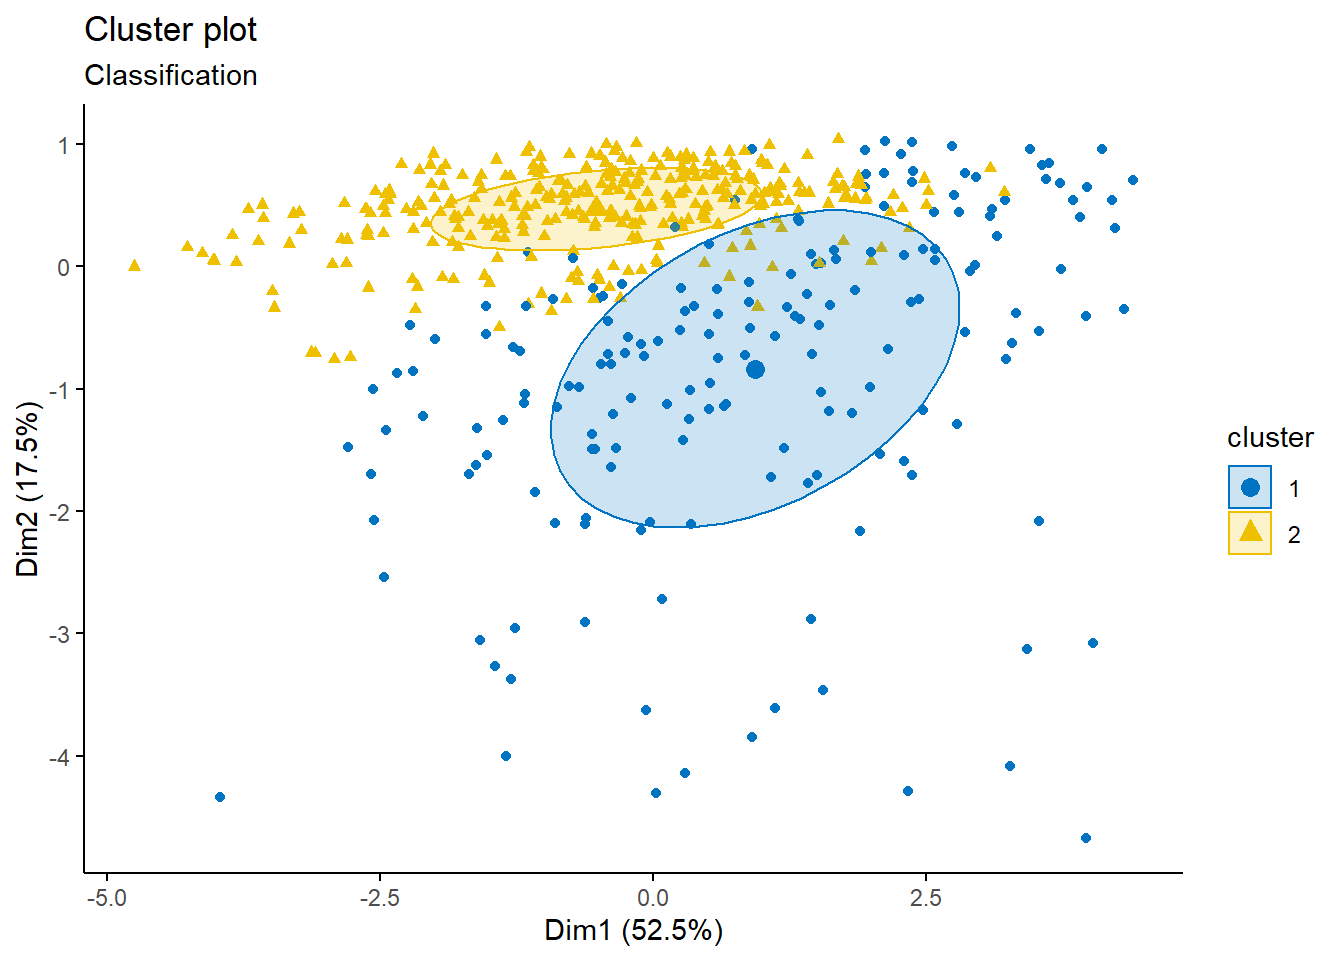 Cluster plot
Classification
1
0
-1
-2
-3
-4
Dim2 (17.5%)
-5.0
-2.5
0.0
2.5
Dim1 (52.5%)
cluster
1
2